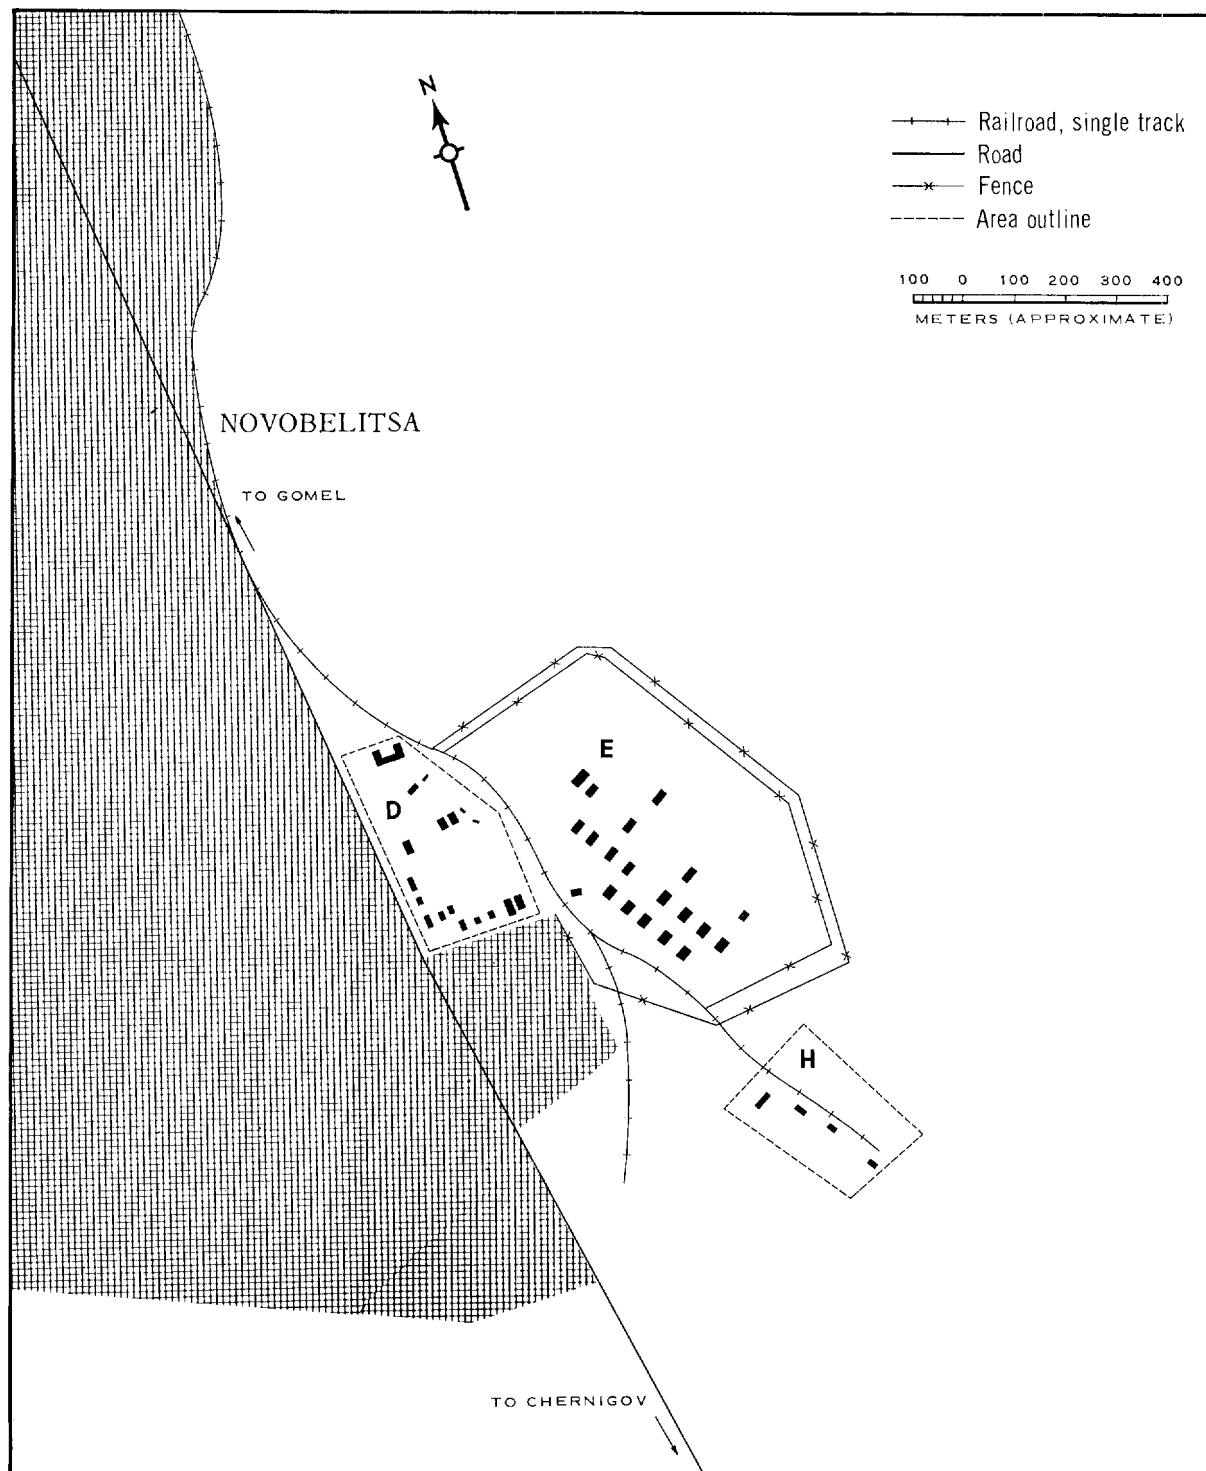 N
Railroad, single track
Road
Fence
Area outline
100 0 100 200 300 400
METERS (APPROXIMATE)
NOVOBELITSA
TO GOMEL
E
D
H
TO CHERNIGOV